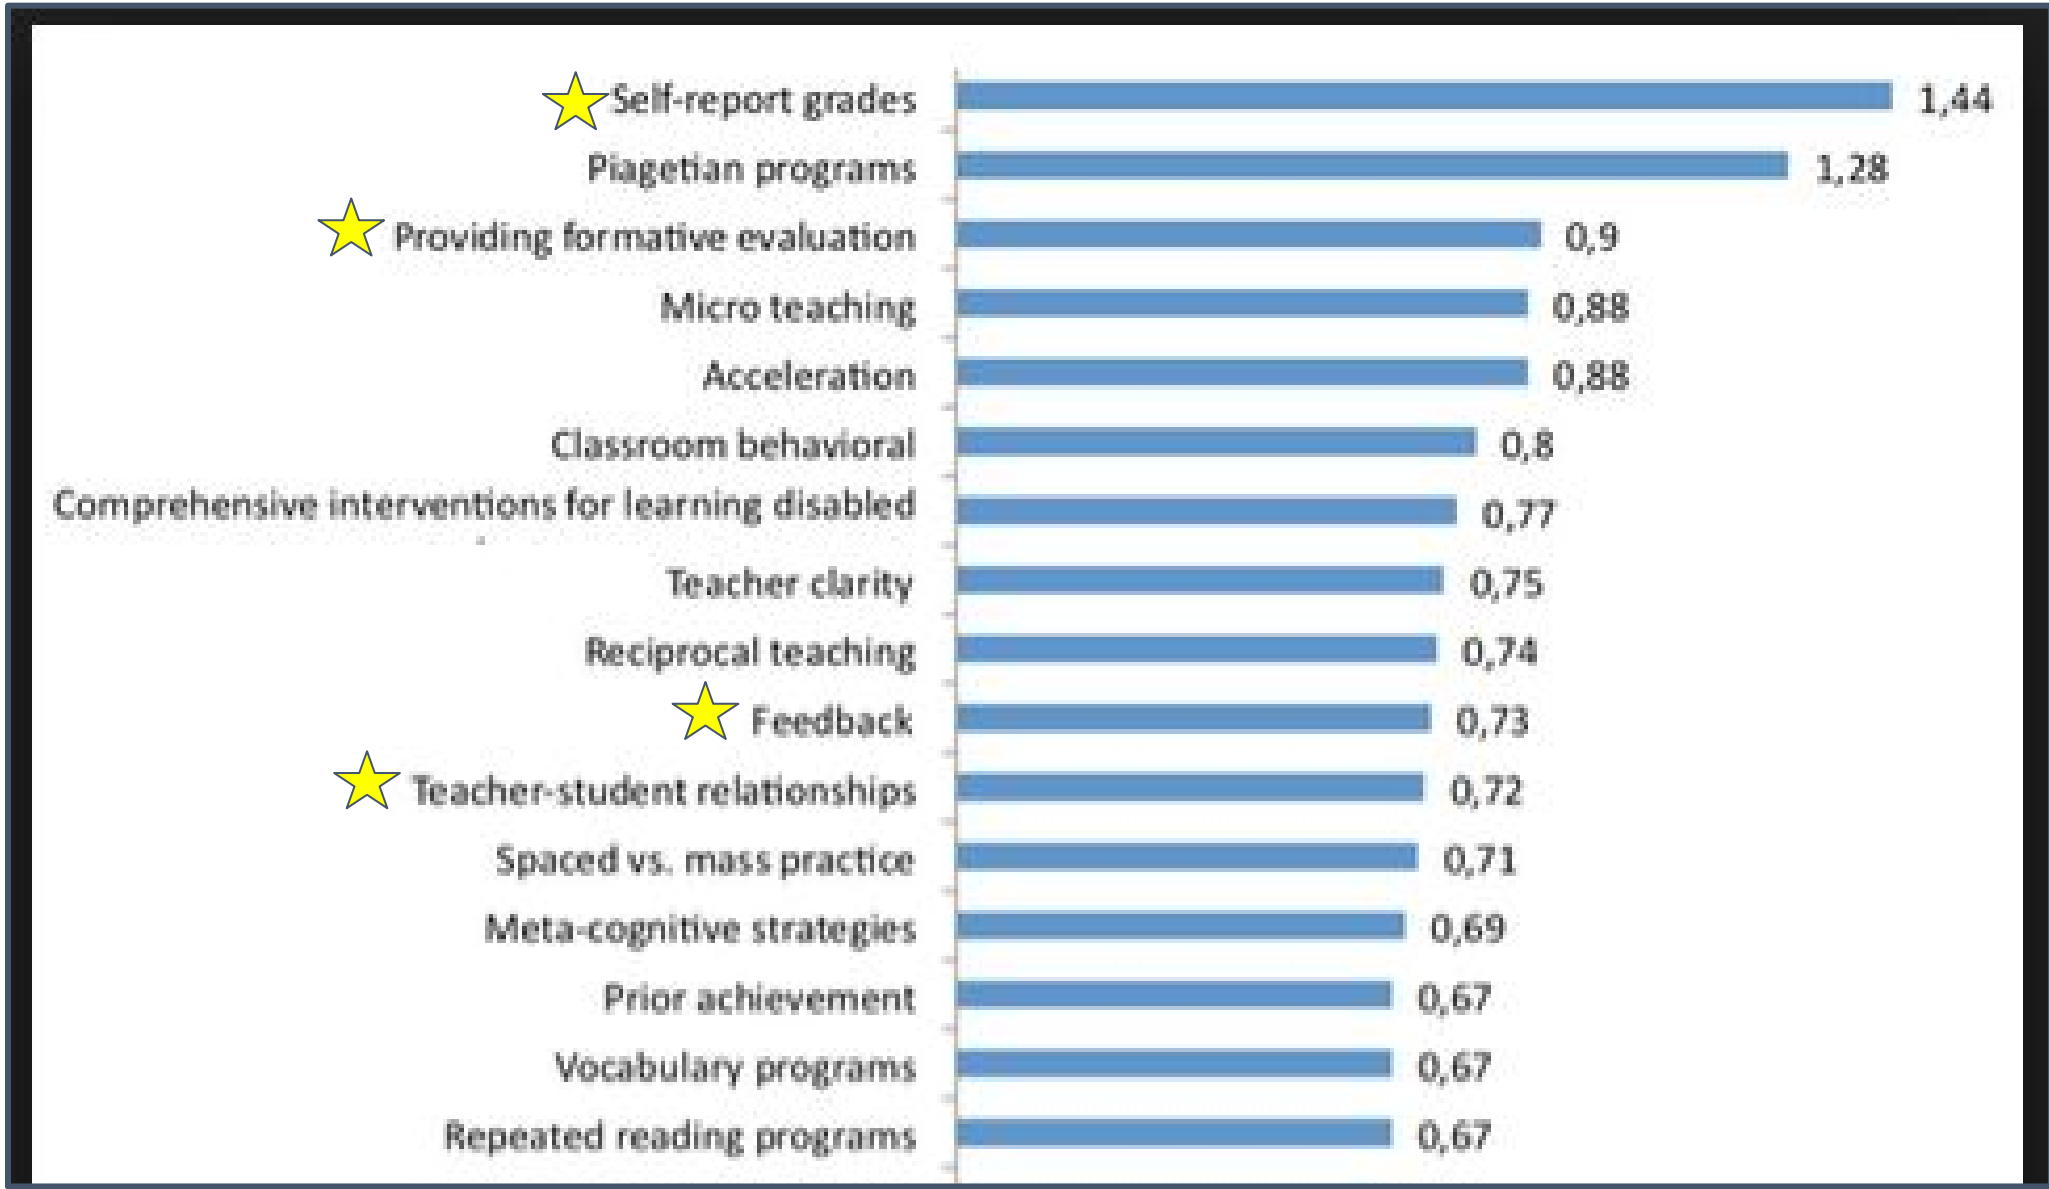 Self-report grades 1,44
Piagetian programs 1,28
Providing formative evaluation 0,9
Micro teaching 0,88
Acceleration 0,88
Classroom behavioral 0,8
Comprehensive interventions for learning disabled 0,77
Teacher clarity 0,75
Reciprocal teaching 0,74
Feedback 0,73
Teacher-student relationships 0,72
Spaced vs. mass practice 0,71
Meta-cognitive strategies 0,69
Prior achievement 0,67
Vocabulary programs 0,67
Repeated reading programs 0,67